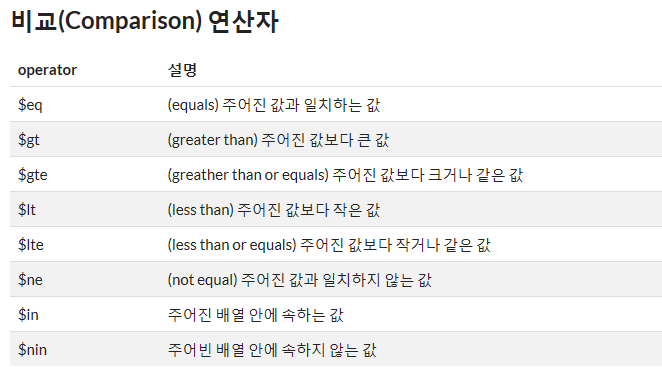 비교(Comparison) 연산자
operator 설명
$eq (equals) 주어진 값과 일치하는 값
$gt (greater than) 주어진 값보다 큰 값
$gte (greather than or equals) 주어진 값보다 크거나 같은 값
$lt (less than) 주어진 값보다 작은 값
$lte (less than or equals) 주어진 값보다 작거나 같은 값
$ne (not equal) 주어진 값과 일치하지 않는 값
$in 주어진 배열 안에 속하는 값
$nin 주어빈 배열 안에 속하지 않는 값